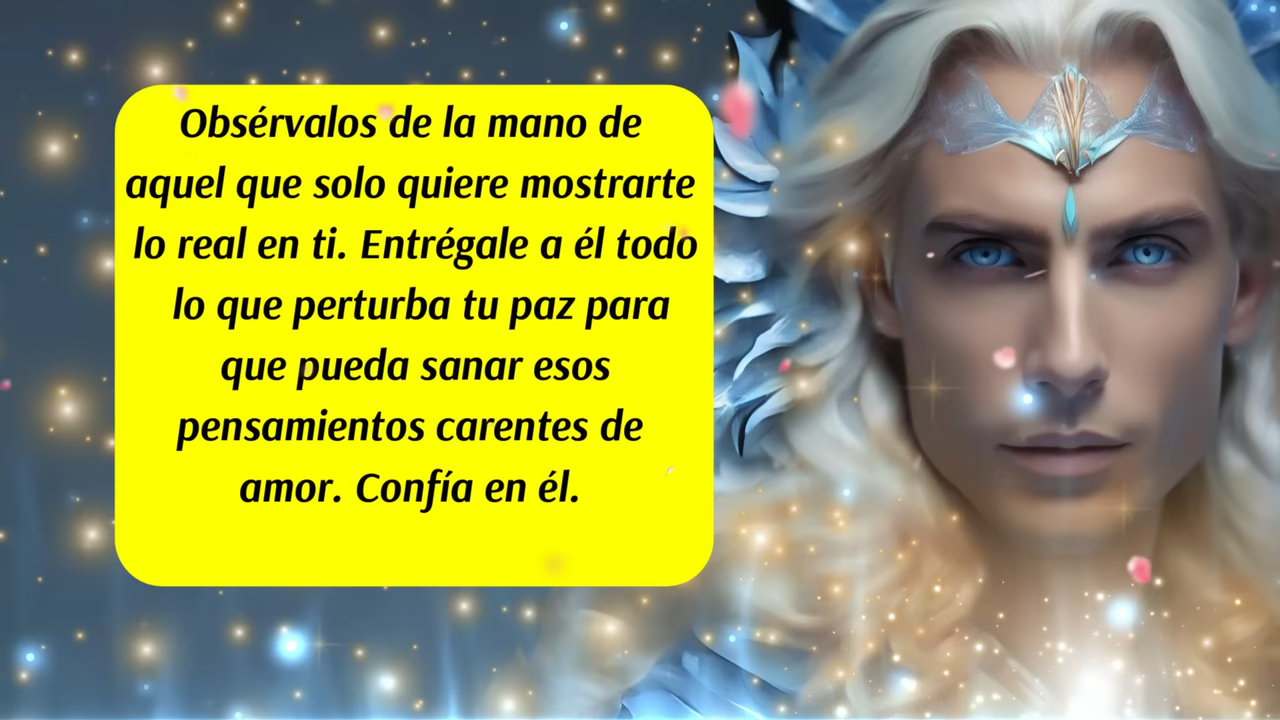 Obsérvalos de la mano de
aquel que solo quiere mostrarte
lo real en ti. Entrégale a él todo
lo que perturba tu paz para
que pueda sanar esos
pensamientos carentes de
amor. Confía en él.